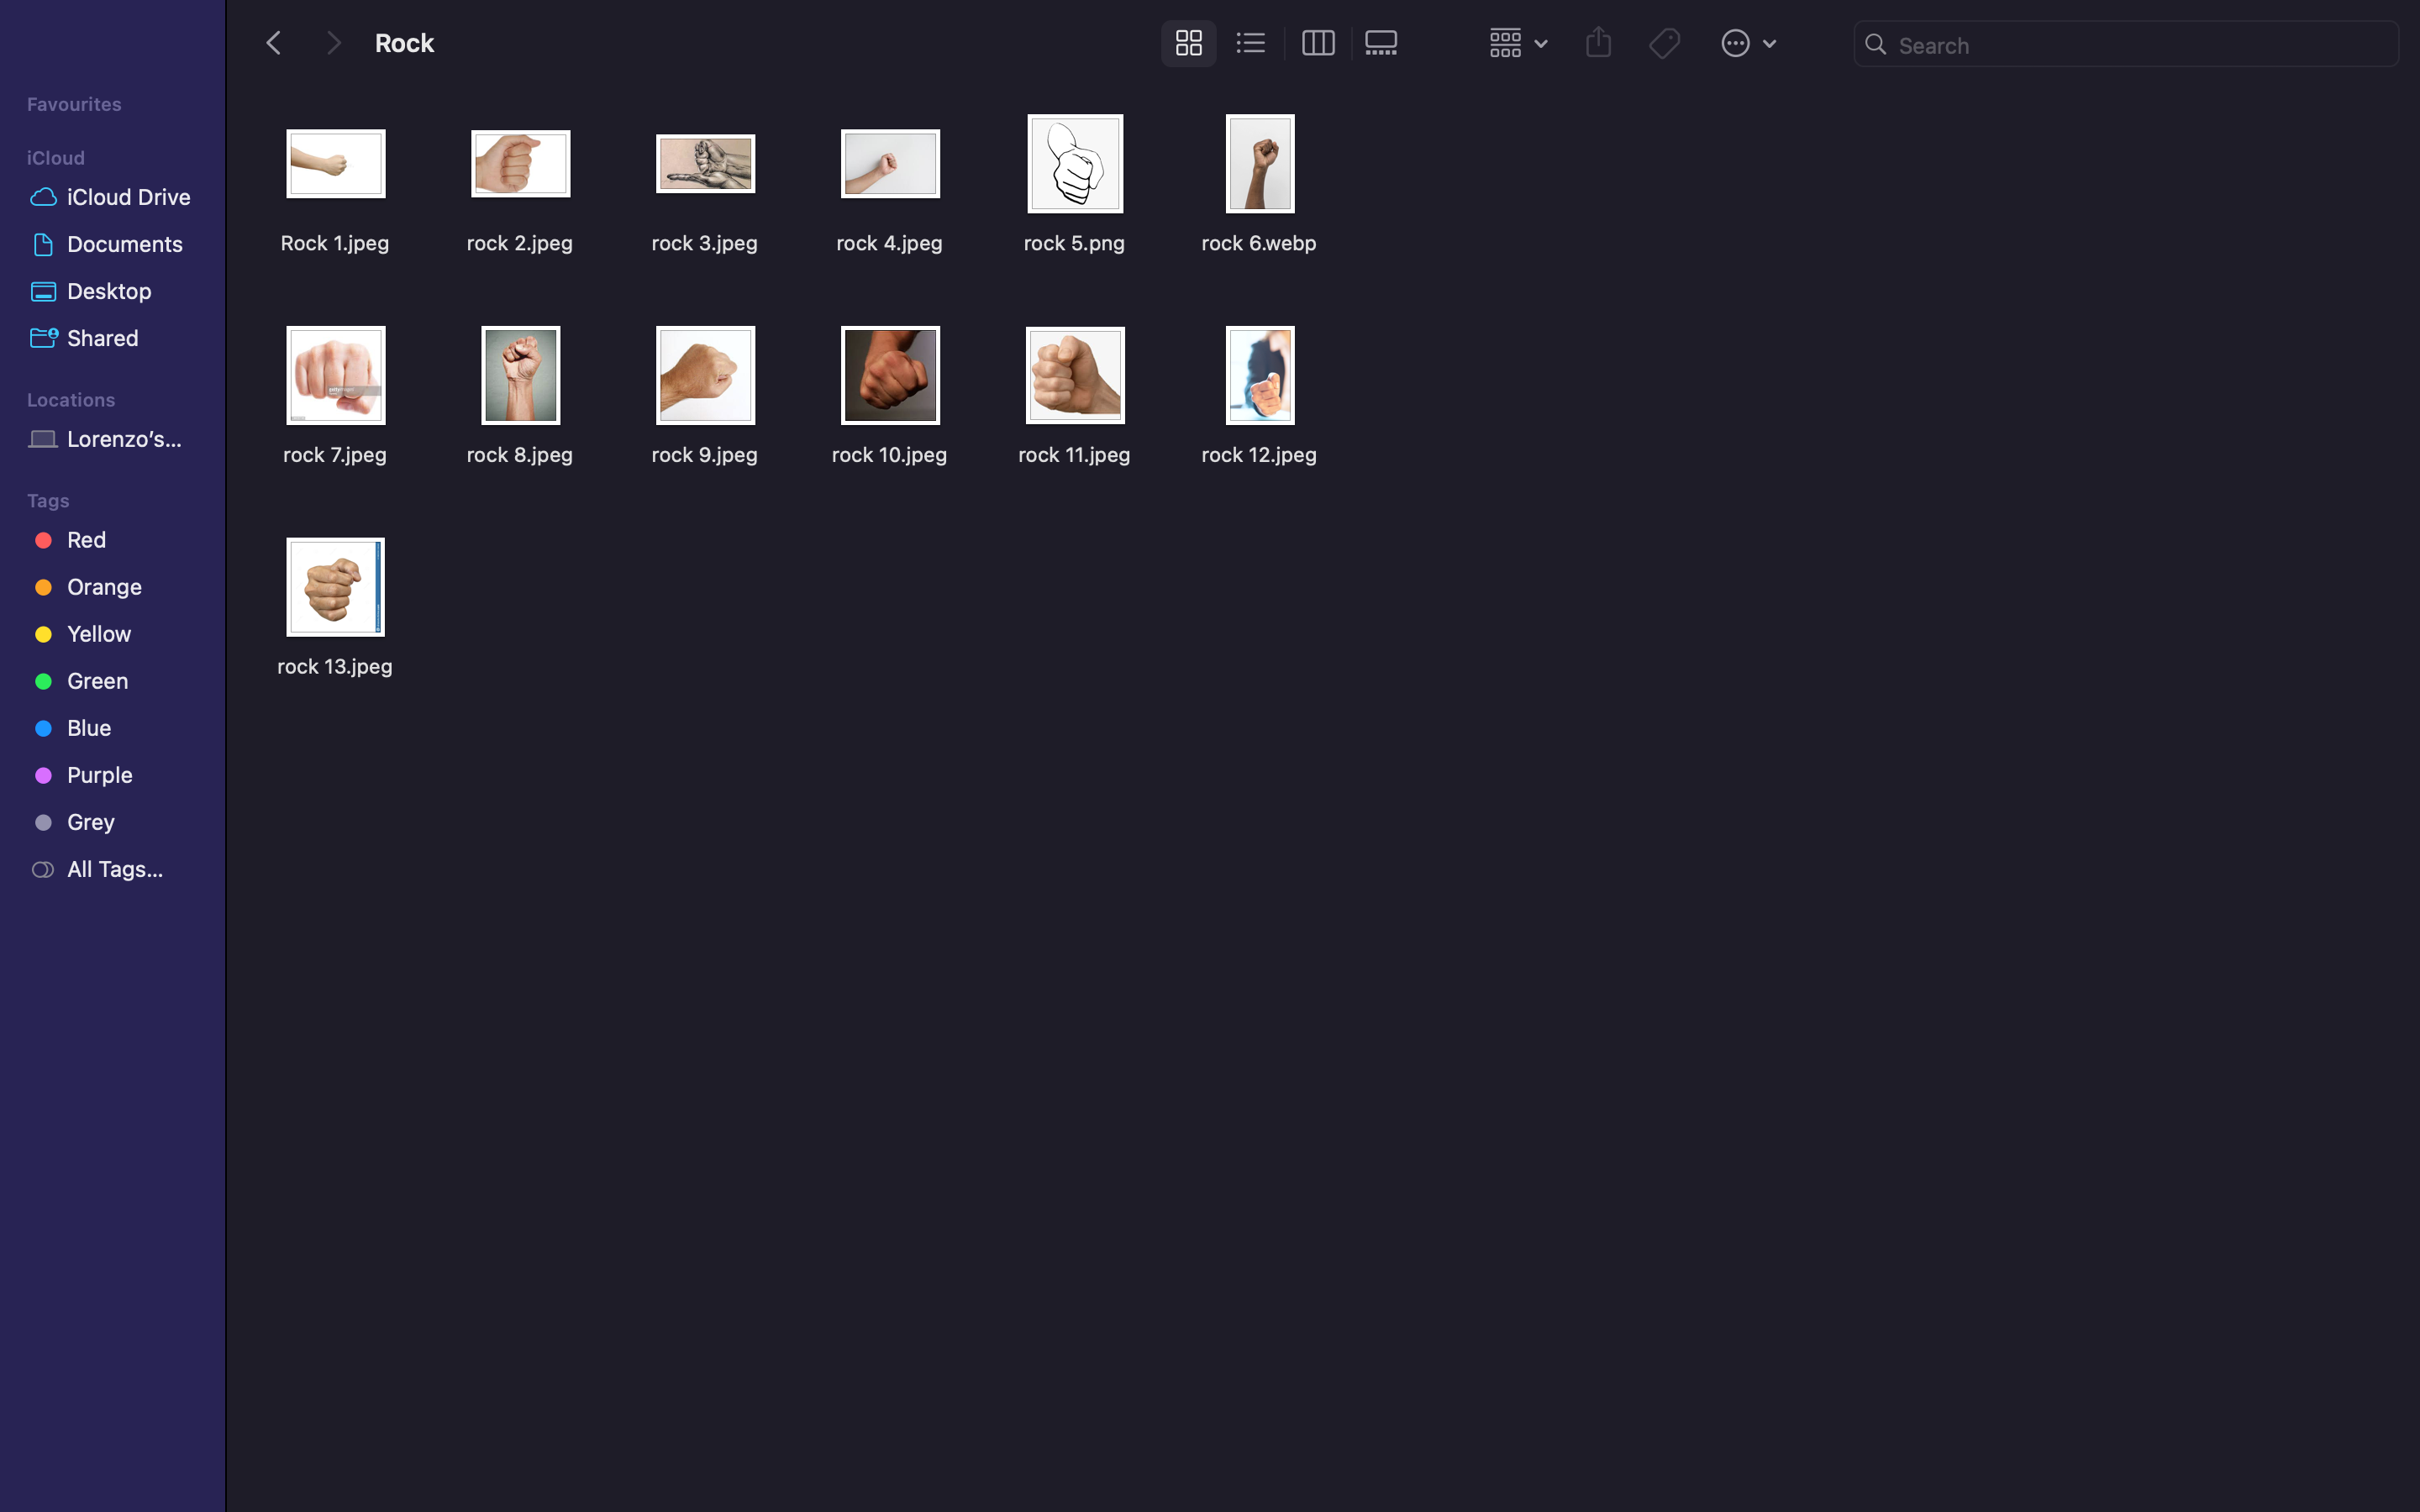 Rock
Search
Favourites
iCloud
iCloud Drive
Documents
Desktop
Shared
Locations
Lorenzo's...
Tags
Red
Orange
Yellow
Green
Blue
Purple
Grey
All Tags...
Rock 1.jpeg
rock 2.jpeg
rock 3.jpeg
rock 4.jpeg
rock 5.png
rock 6.webp
rock 7.jpeg
rock 8.jpeg
rock 9.jpeg
rock 10.jpeg
rock 11.jpeg
rock 12.jpeg
rock 13.jpeg